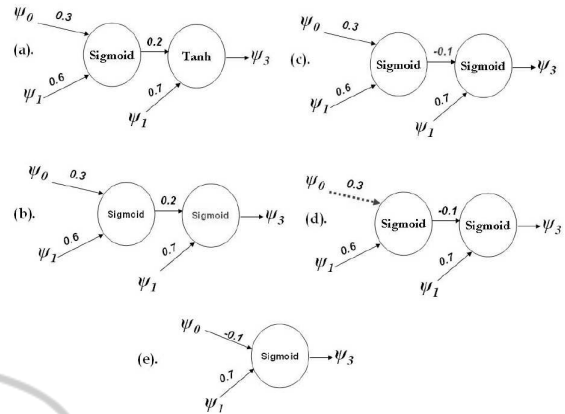 (a). ψ0 0.3 ψ1 0.6 Sigmoid 0.2 Tanh ψ1 0.7 ψ3
(c). ψ0 0.3 ψ1 0.6 Sigmoid -0.1 Sigmoid ψ1 0.7 ψ3
(b). ψ0 0.3 ψ1 0.6 Sigmoid 0.2 Sigmoid ψ1 0.7 ψ3
(d). ψ0 0.3 ψ1 0.6 Sigmoid -0.1 Sigmoid ψ1 0.7 ψ3
(e). ψ0 -0.1 ψ1 0.7 Sigmoid ψ3